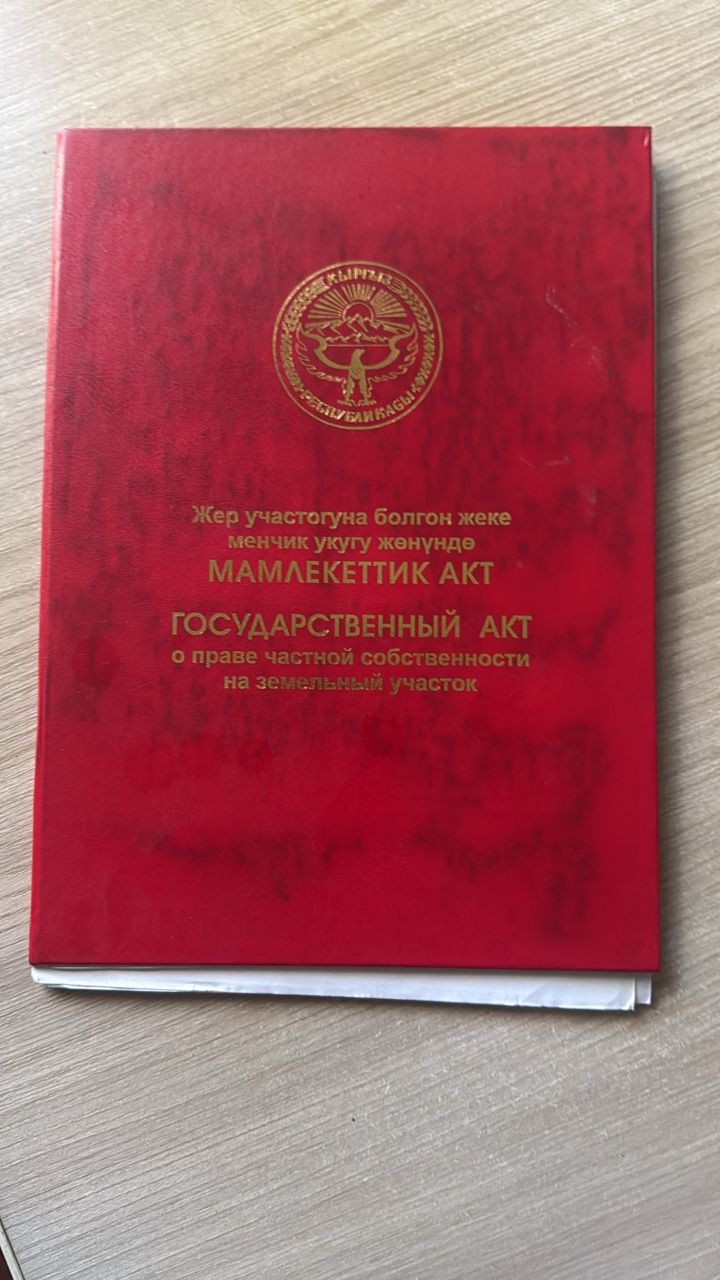 КЫРГЫЗ
РЕСПУБЛИКАСЫ
Жер участогуна болгон жеке
менчик укугу жөнүндө
МАМЛЕКЕТТИК АКТ
ГОСУДАРСТВЕННЫЙ АКТ
о праве частной собственности
на земельный участок